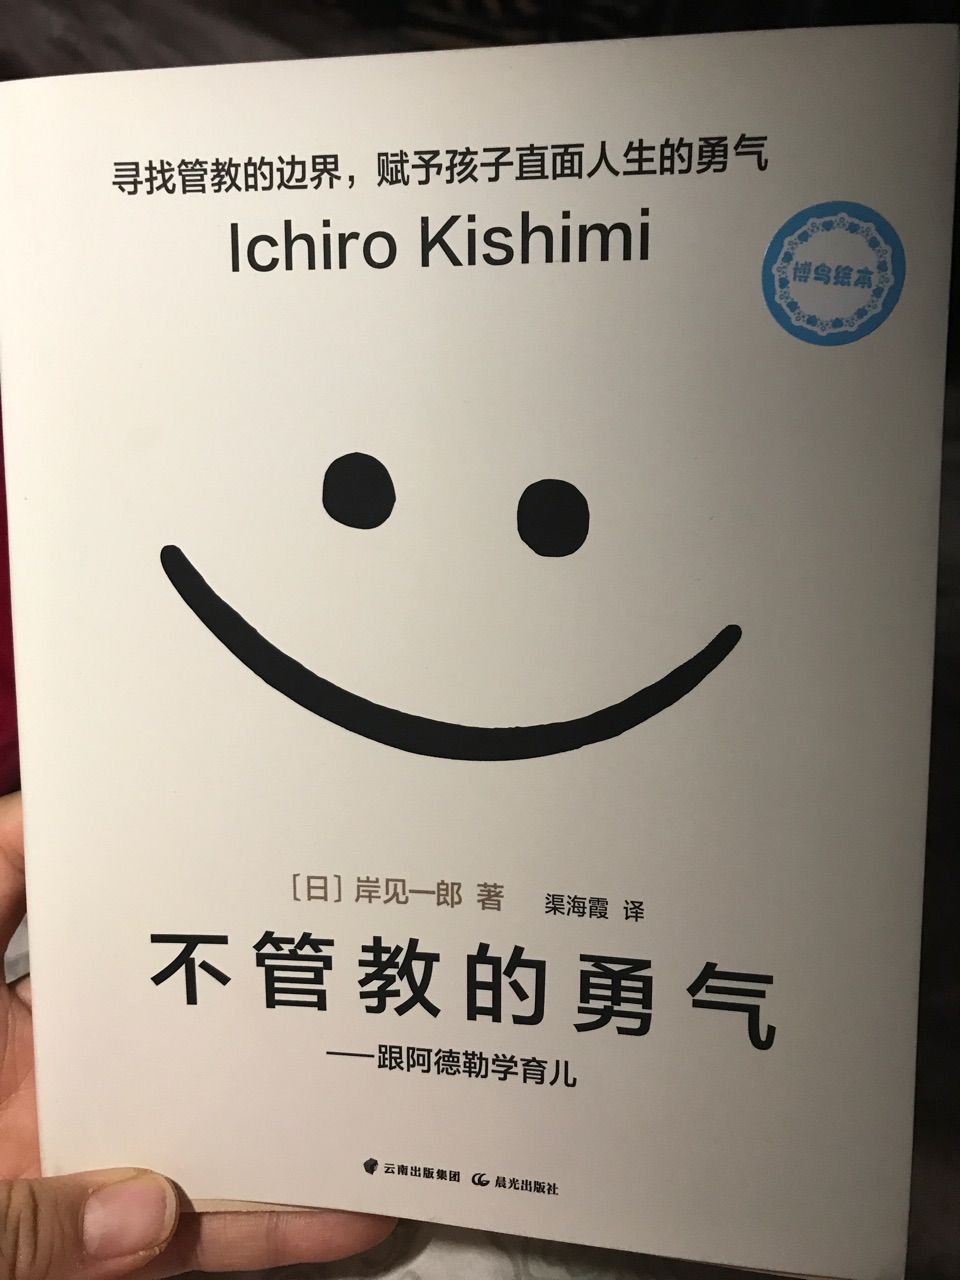 寻找管教的边界，赋予孩子直面人生的勇气
Ichiro Kishimi
博鸟绘本
［日］岸见一郎 著 渠海霞 译
不管教的勇气
——跟阿德勒学育儿
云南出版集团 晨光出版社